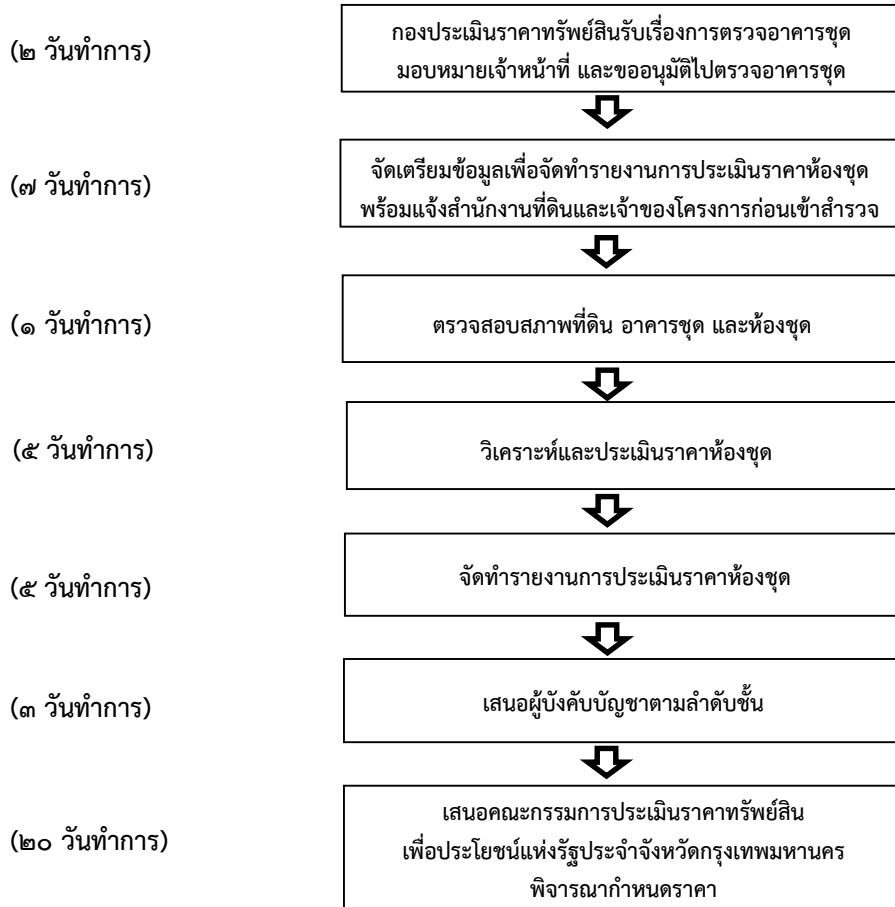 (๒ วันทำการ)
กองประเมินราคาทรัพย์สินรับเรื่องการตรวจอาคารชุด
มอบหมายเจ้าหน้าที่ และขออนุมัติไปตรวจอาคารชุด
(๗ วันทำการ)
จัดเตรียมข้อมูลเพื่อจัดทำรายงานการประเมินราคาห้องชุด
พร้อมแจ้งสำนักงานที่ดินและเจ้าของโครงการก่อนเข้าสำรวจ
(๑ วันทำการ)
ตรวจสอบสภาพที่ดิน อาคารชุด และห้องชุด
(๕ วันทำการ)
วิเคราะห์และประเมินราคาห้องชุด
(๕ วันทำการ)
จัดทำรายงานการประเมินราคาห้องชุด
(๓ วันทำการ)
เสนอผู้บังคับบัญชาตามลำดับชั้น
(๒๐ วันทำการ)
เสนอคณะกรรมการประเมินราคาทรัพย์สิน
เพื่อประโยชน์แห่งรัฐประจำจังหวัดกรุงเทพมหานคร
พิจารณากำหนดราคา